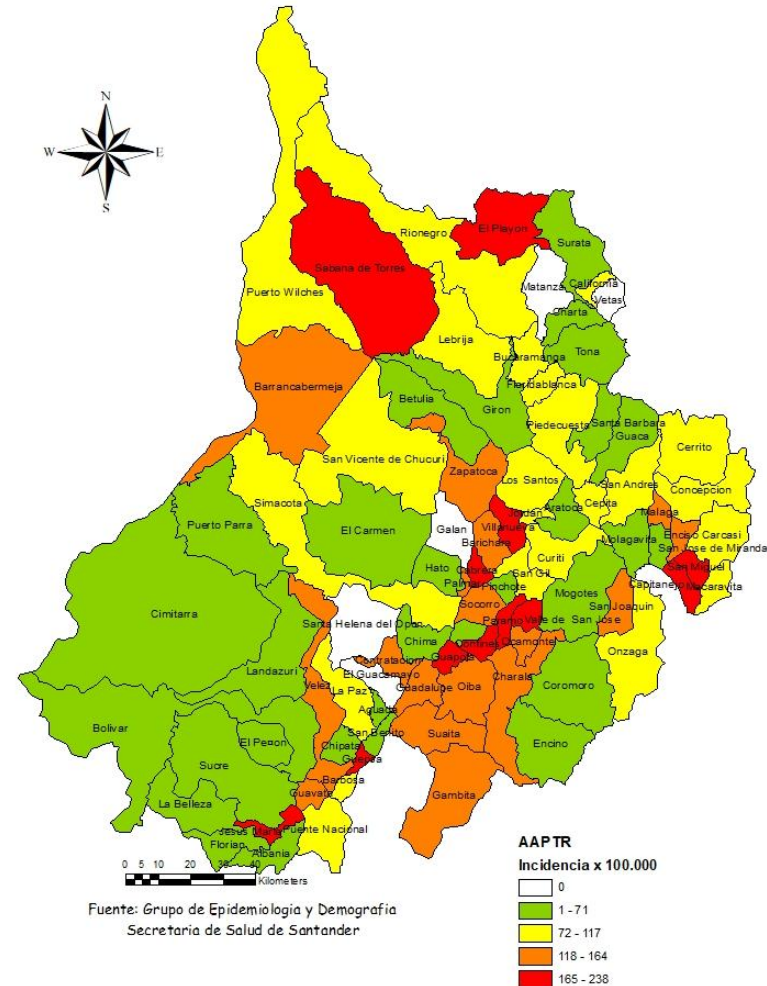 N
W
E
S
El Playon
Rionegro
Surata
Sabana de Torres
Matanza
California
Vetas
Puerto Wilches
Charta
Lebrija
Tona
Bucaramanga
Floridablanca
Barrancabermeja
Betulia
Giron
Piedecuesta
Santa Barbara
Guaca
Cerrito
San Vicente de Chucuri
Zapatoca
Los Santos
San Andres
Concepcion
Simacota
Jordan
Aratoca
Cepita
Malaga
Puerto Parra
El Carmen
Galan
Villanueva
Barichara
Molagavita
Enciso
Carcasi
San Jose de Miranda
Curiti
Hato
Cabrera
San Gil
San Miguel
Palmar
Pinchote
Mogotes
Capitanejo
Macaravita
Cimitarra
Socorro
San Joaquin
Santa Helena del Opon
Paramo
Valle de San Jose
Chima
Confines
Ocamonte
Onzaga
Guapota
Contratacion
Landazuri
El Guacamayo
Charala
Velez
La Paz
Guadalupe
Oiba
Coromoro
Aguada
Bolivar
San Benito
Suaita
El Penon
Chipata
Encino
Guepsa
Sucre
Barbosa
Guavata
Gambita
La Belleza
Jesus Maria
Puente Nacional
Florian
Albania
0 5 10 20 30 40
Kilometers
Fuente: Grupo de Epidemiologia y Demografia
Secretaria de Salud de Santander
AAPTR
Incidencia x 100.000
0
1 - 71
72 - 117
118 - 164
165 - 238